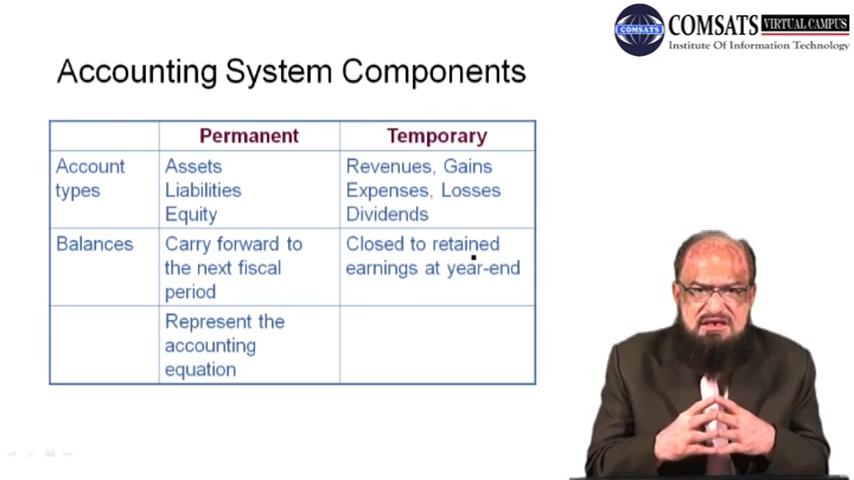 COMSATS
COMSATS VIRTUAL CAMPUS
Institute Of Information Technology
Accounting System Components
Permanent Temporary
Account types
Assets
Liabilities
Equity
Revenues, Gains
Expenses, Losses
Dividends
Balances
Carry forward to
the next fiscal
period
Closed to retained
earnings at year-end
Represent the
accounting
equation